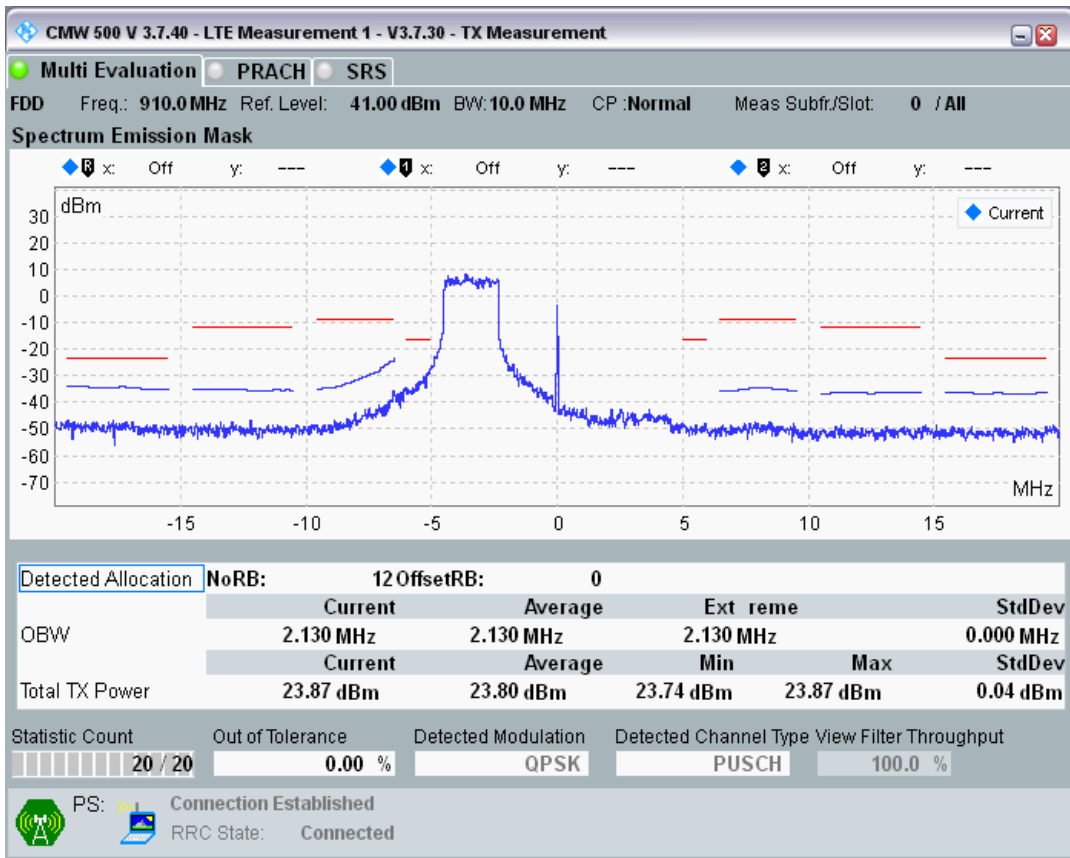 CMW 500 V 3.7.40 - LTE Measurement 1 - V3.7.30 - TX Measurement
Multi Evaluation PRACH SRS
FDD Freq.: 910.0 MHz Ref. Level: 41.00 dBm BW: 10.0 MHz CP :Normal Meas Subfr./Slot: 0 / All
Spectrum Emission Mask
R x: Off y: --- 1 x: Off y: --- 2 x: Off y: ---
dBm
Current
30
20
10
0
-10
-20
-30
-40
-50
-60
-70
MHz
-15 -10 -5 0 5 10 15
Detected Allocation NoRB: 12 OffsetRB: 0
Current Average Ext reme StdDev
OBW 2.130 MHz 2.130 MHz 2.130 MHz 0.000 MHz
Current Average Min Max StdDev
Total TX Power 23.87 dBm 23.80 dBm 23.74 dBm 23.87 dBm 0.04 dBm
Statistic Count Out of Tolerance Detected Modulation Detected Channel Type View Filter Throughput
20 / 20 0.00 % QPSK PUSCH 100.0 %
PS: Connection Established
RRC State: Connected